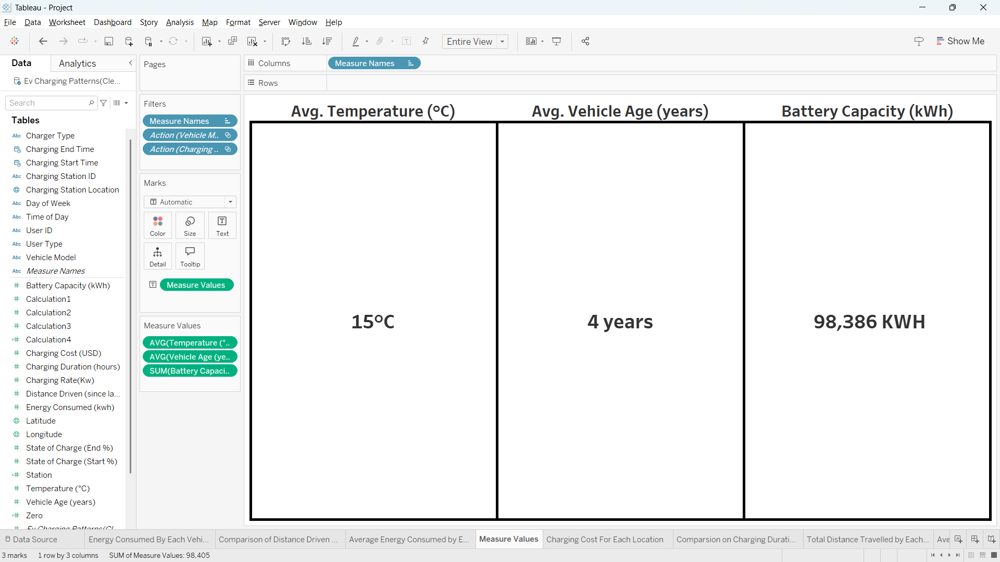 Tableau - Project
File Data Worksheet Dashboard Story Analysis Map Format Server Window Help
Entire View
Show Me
Data
Analytics
Ev Charging Patterns(Cle...
Search
Tables
Abc Charger Type
Charging End Time
Charging Start Time
Abc Charging Station ID
Charging Station Location
Abc Day of Week
Abc Time of Day
Abc User ID
Abc User Type
Abc Vehicle Model
Abc Measure Names
# Battery Capacity (kWh)
# Calculation1
# Calculation2
# Calculation3
=# Calculation4
# Charging Cost (USD)
# Charging Duration (hours)
# Charging Rate(Kw)
# Distance Driven (since la...
# Energy Consumed (kwh)
Latitude
Longitude
# State of Charge (End %)
# State of Charge (Start %)
=# Station
# Temperature (°C)
# Vehicle Age (years)
=# Zero
Pages
Filters
Measure Names
Action (Vehicle M..
Action (Charging ..
Marks
Automatic
Color
Size
Text
Detail
Tooltip
Measure Values
Measure Values
AVG(Temperature (°..
AVG(Vehicle Age (ye..
SUM(Battery Capaci..
Columns
Measure Names
Rows
Avg. Temperature (°C) Avg. Vehicle Age (years) Battery Capacity (kWh)
15°C 4 years 98,386 KWH
Data Source
Energy Consumed By Each Vehi...
Comparison of Distance Driven ...
Average Energy Consumed by E...
Measure Values
Charging Cost For Each Location
Comparsion on Charging Durati...
Total Distance Travelled by Each...
Ave
3 marks 1 row by 3 columns SUM of Measure Values: 98,405